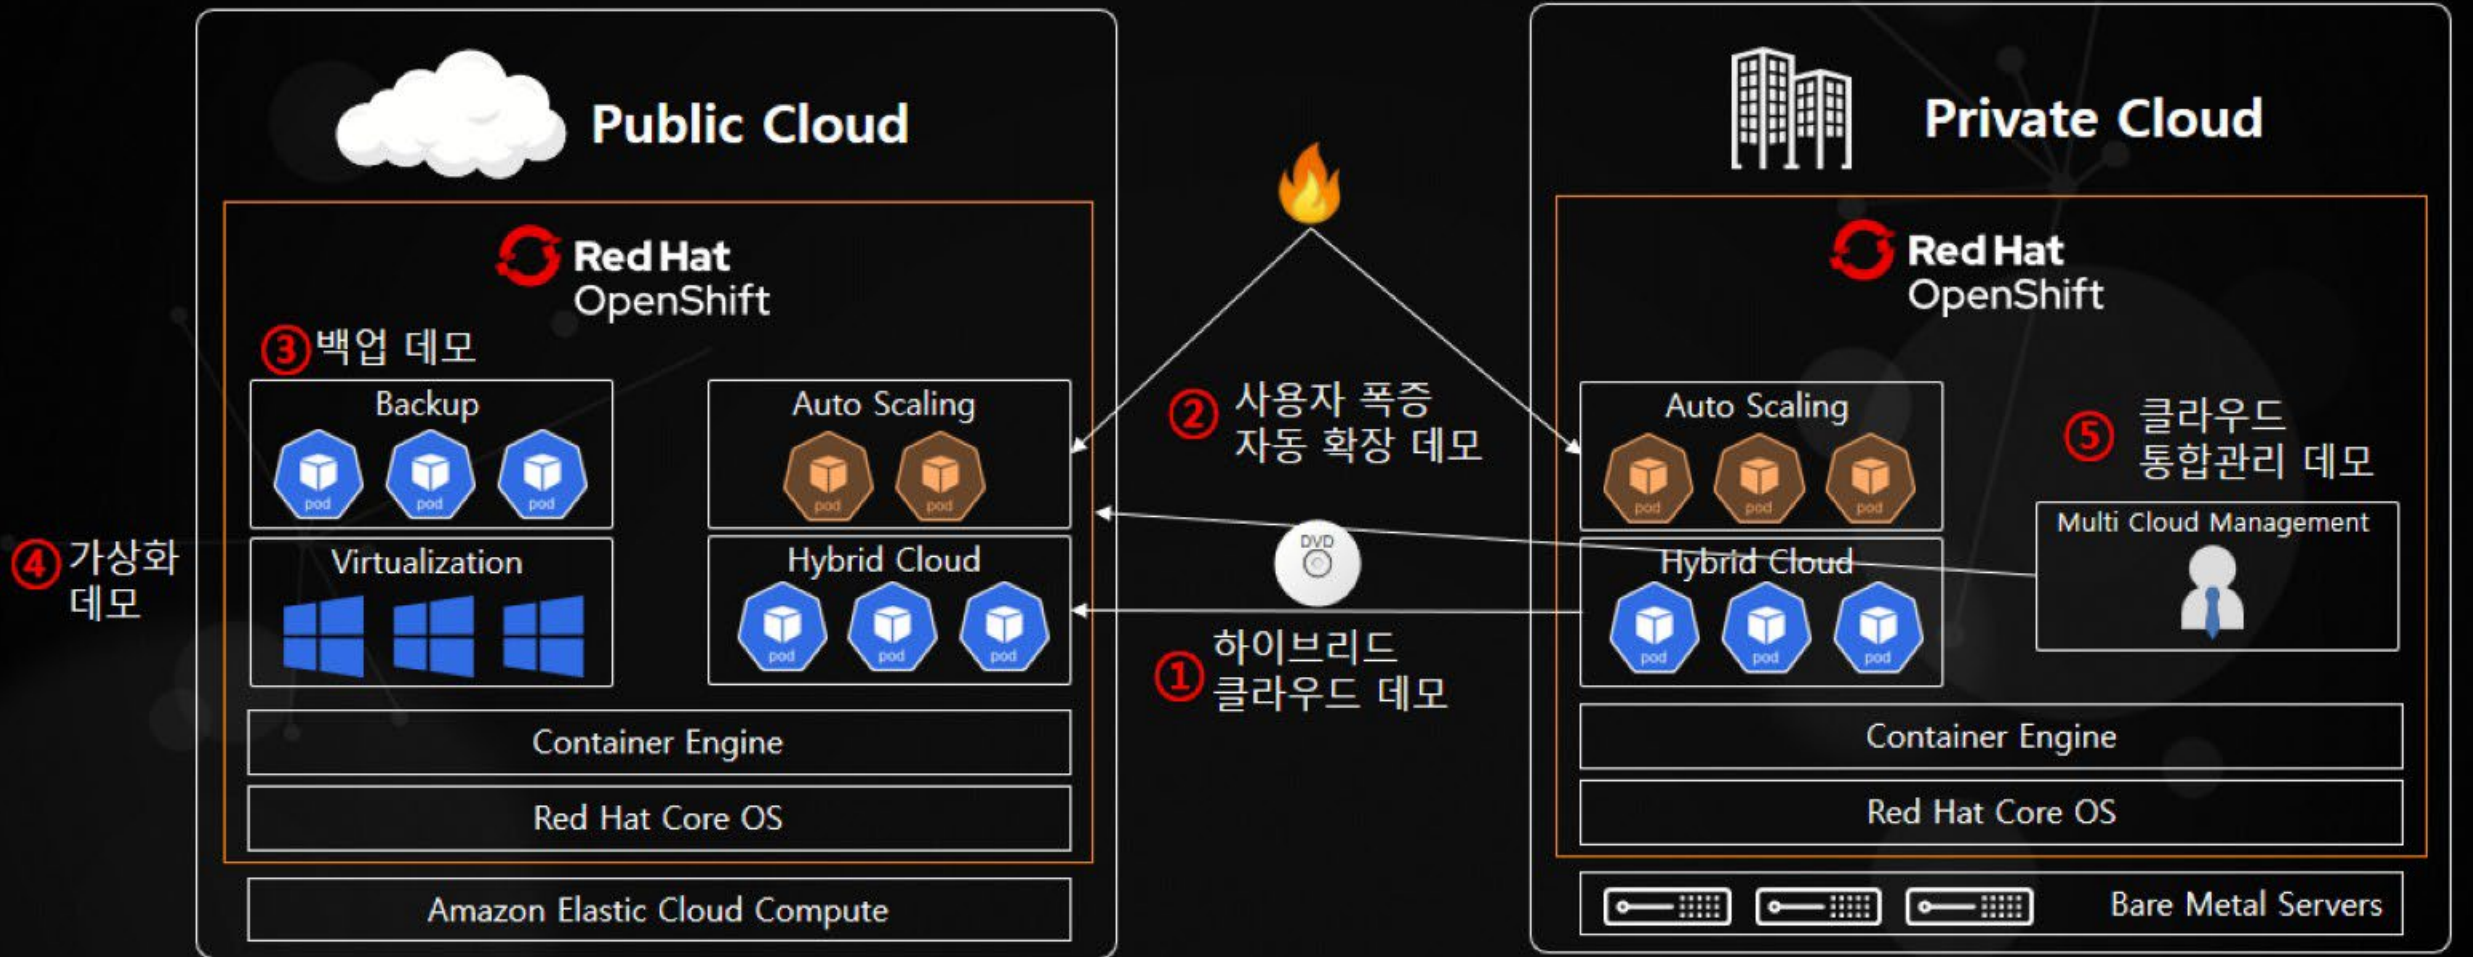 Public Cloud
Red Hat
OpenShift
③ 백업 데모
Backup
pod
pod
pod
Auto Scaling
pod
pod
④ 가상화
데모
Virtualization
Hybrid Cloud
pod
pod
pod
Container Engine
Red Hat Core OS
Amazon Elastic Cloud Compute
② 사용자 폭증
자동 확장 데모
DVD
① 하이브리드
클라우드 데모
Private Cloud
Red Hat
OpenShift
Auto Scaling
pod
pod
pod
⑤ 클라우드
통합관리 데모
Multi Cloud Management
Hybrid Cloud
pod
pod
pod
Container Engine
Red Hat Core OS
Bare Metal Servers